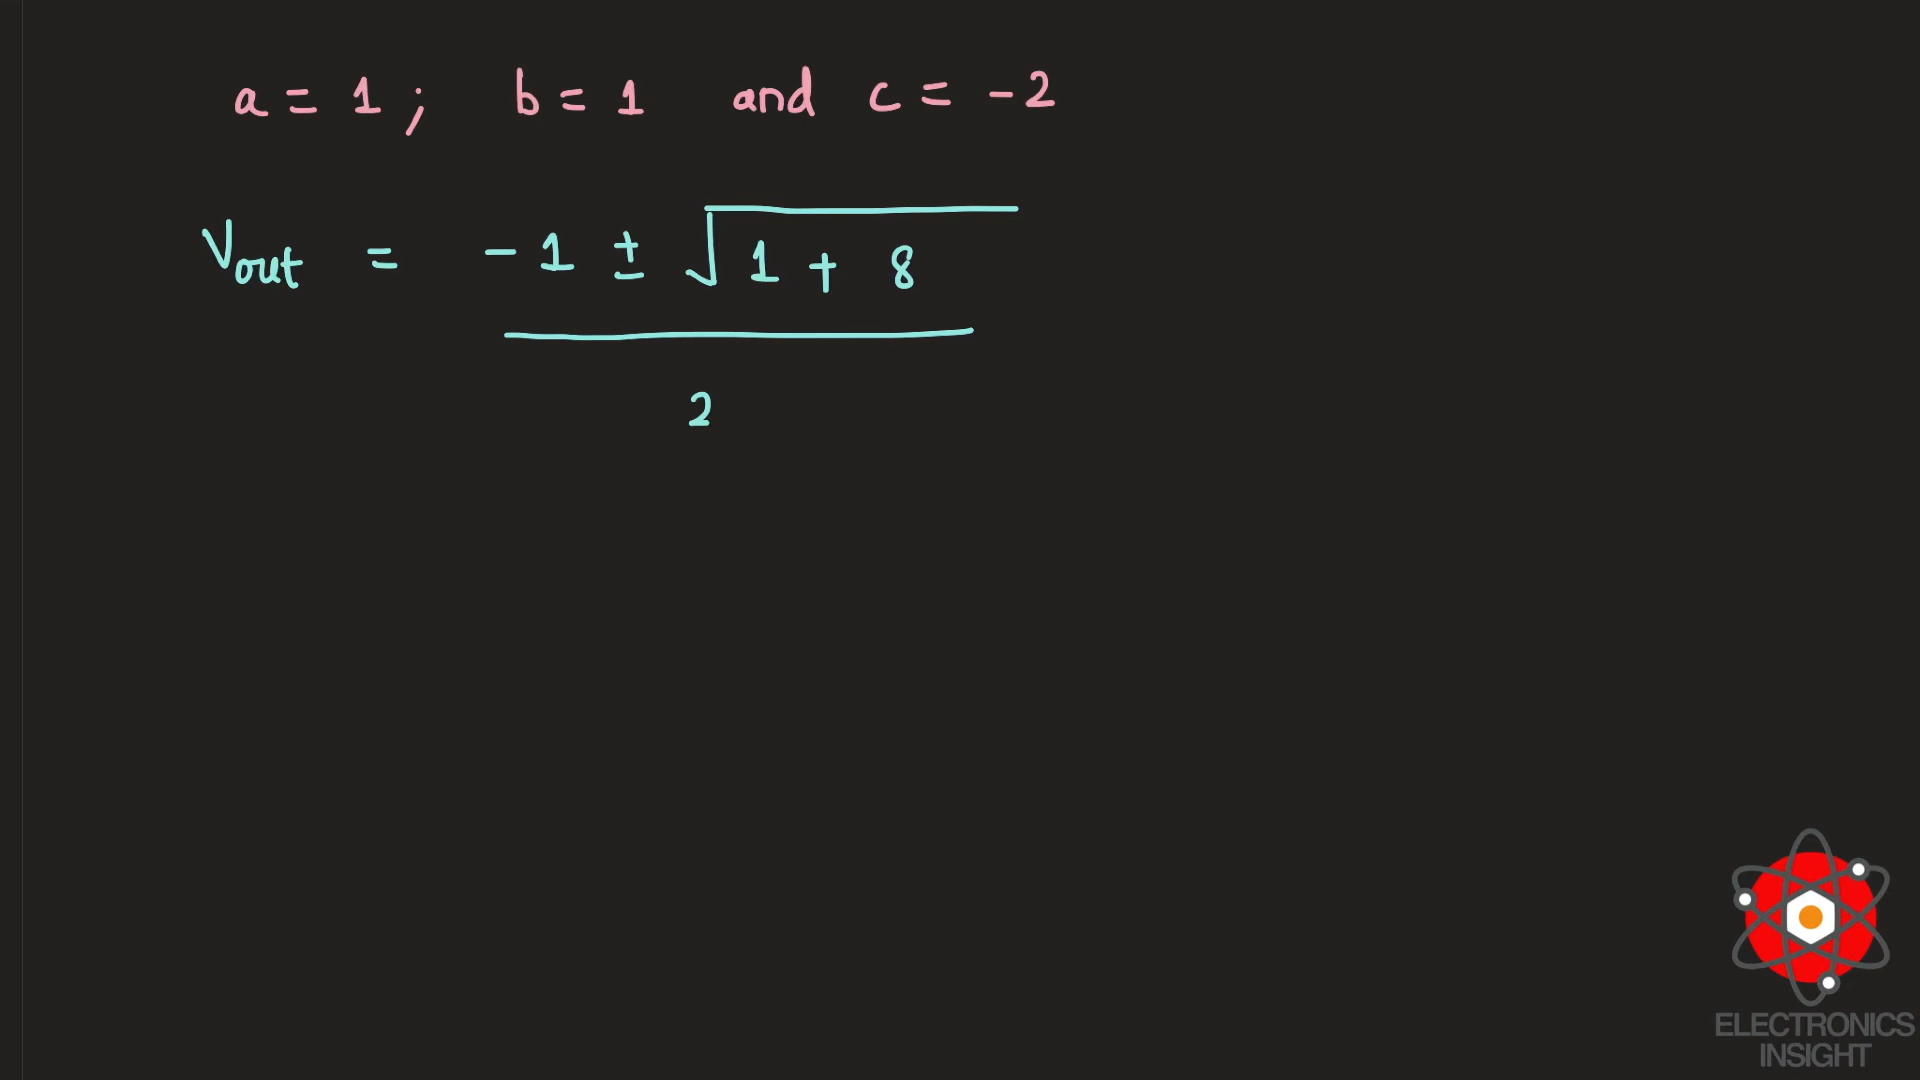 a = 1 ; b = 1 and c = -2
Vout = -1 ± √1 + 8
2
ELECTRONICS
INSIGHT